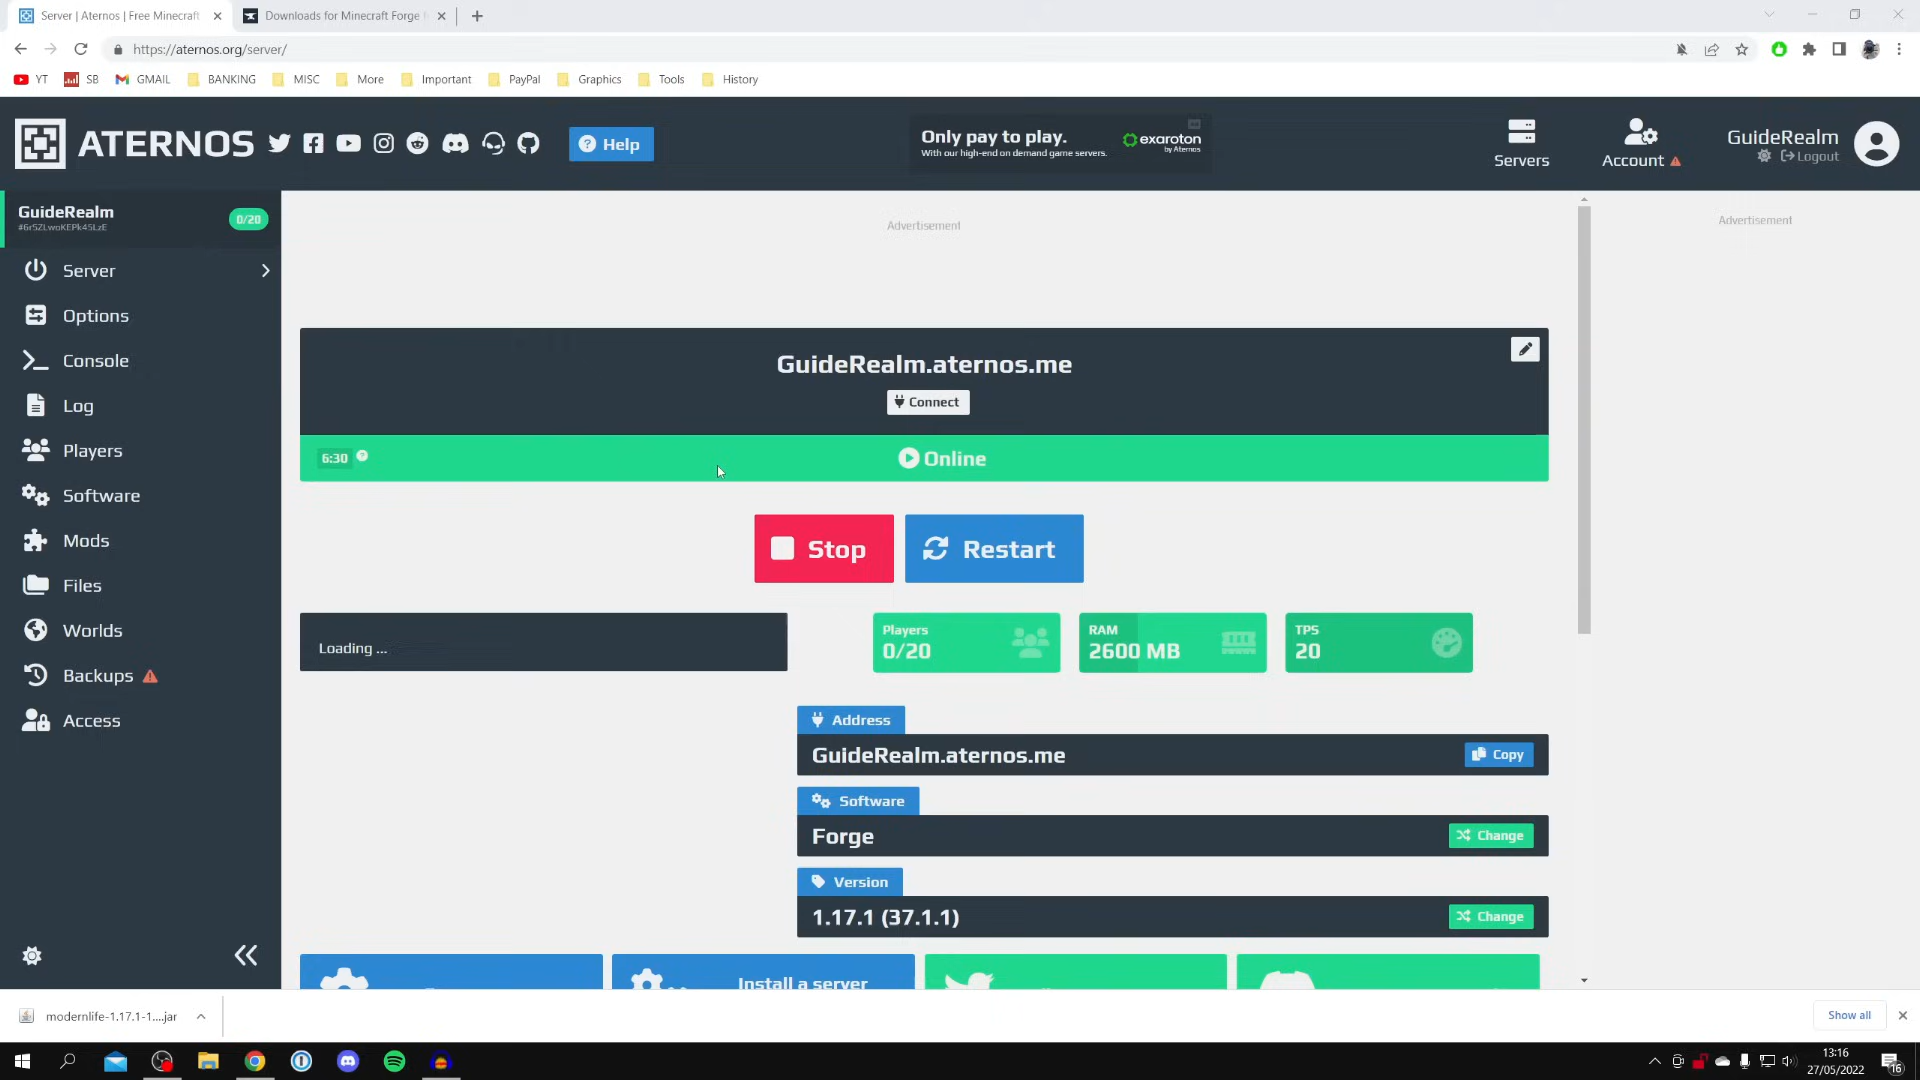 Server | Aternos | Free Minecraft
Downloads for Minecraft Forge
https://aternos.org/server/
YT
SB
GMAIL
BANKING
MISC
More
Important
PayPal
Graphics
Tools
History
ATERNOS
Help
Only pay to play.
With our high-end on demand game servers.
exaroton
by Aternos
Servers
Account
GuideRealm
Logout
GuideRealm
#6r5ZLwoKEPk45LzE
0/20
Server
Options
Console
Log
Players
Software
Mods
Files
Worlds
Backups
Access
Advertisement
Advertisement
GuideRealm.aternos.me
Connect
6:30
Online
Stop
Restart
Loading ...
Players
0/20
RAM
2600 MB
TPS
20
Address
GuideRealm.aternos.me
Copy
Software
Forge
Change
Version
1.17.1 (37.1.1)
Change
Install a server
modernlife-1.17.1-1....jar
Show all
13:16
27/05/2022
16